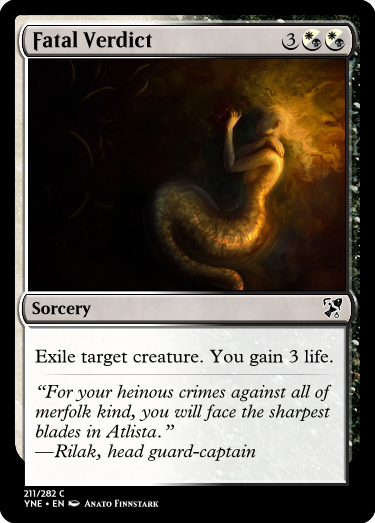 Fatal Verdict 3
Sorcery
Exile target creature. You gain 3 life.
“For your heinous crimes against all of
merfolk kind, you will face the sharpest
blades in Atlista.”
—Rilak, head guard-captain
211/282 C
YNE • EN Anato Finnstark